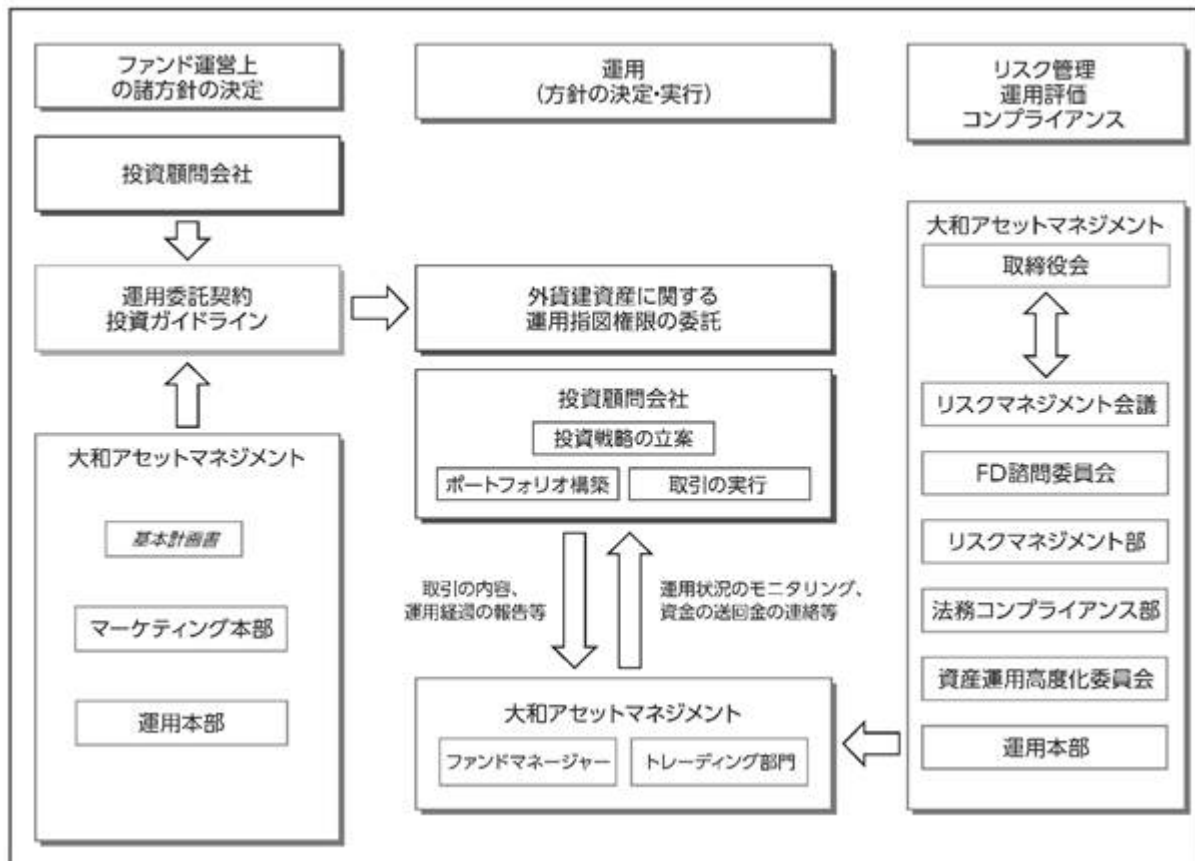 ファンド運営上
の諸方針の決定
投資顧問会社
運用委託契約
投資ガイドライン
大和アセットマネジメント
基本計画書
マーケティング本部
運用本部
運用
(方針の決定・実行)
外貨建資産に関する
運用指図権限の委託
投資顧問会社
投資戦略の立案
ポートフォリオ構築
取引の実行
取引の内容、
運用経過の報告等
運用状況のモニタリング、
資金の送回金の連絡等
大和アセットマネジメント
ファンドマネージャー
トレーディング部門
リスク管理
運用評価
コンプライアンス
大和アセットマネジメント
取締役会
リスクマネジメント会議
FD諮問委員会
リスクマネジメント部
法務コンプライアンス部
資産運用高度化委員会
運用本部